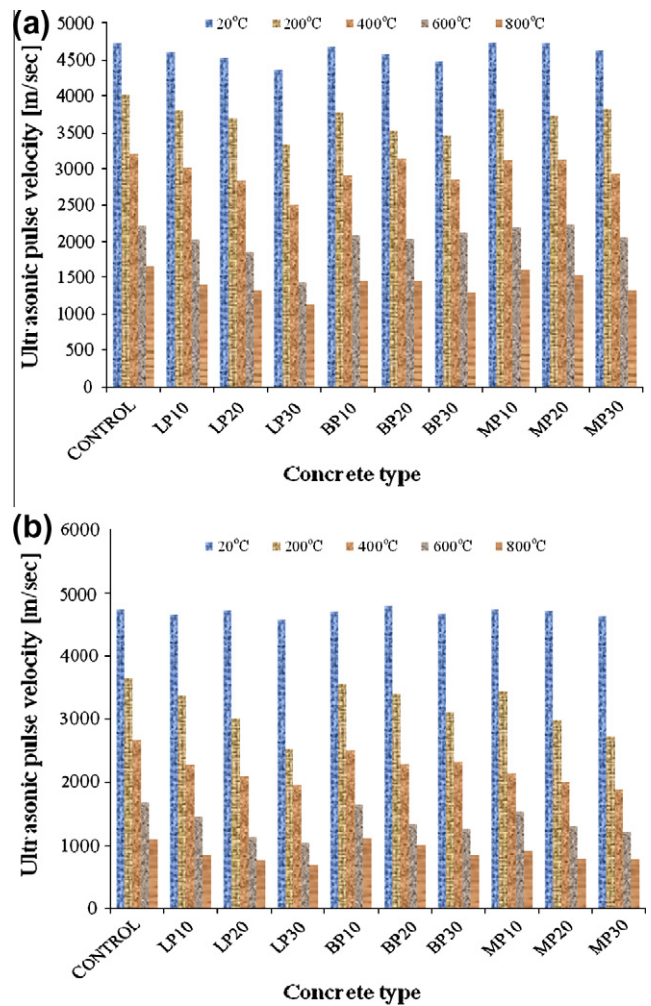 (a)
20°C 200°C 400°C 600°C 800°C
5000
4500
4000
3500
3000
2500
2000
1500
1000
500
0
Ultrasonic pulse velocity [m/sec]
CONTROL LP10 LP20 LP30 BP10 BP20 BP30 MP10 MP20 MP30
Concrete type
(b)
20°C 200°C 400°C 600°C 800°C
6000
5000
4000
3000
2000
1000
0
Ultrasonic pulse velocity [m/sec]
CONTROL LP10 LP20 LP30 BP10 BP20 BP30 MP10 MP20 MP30
Concrete type